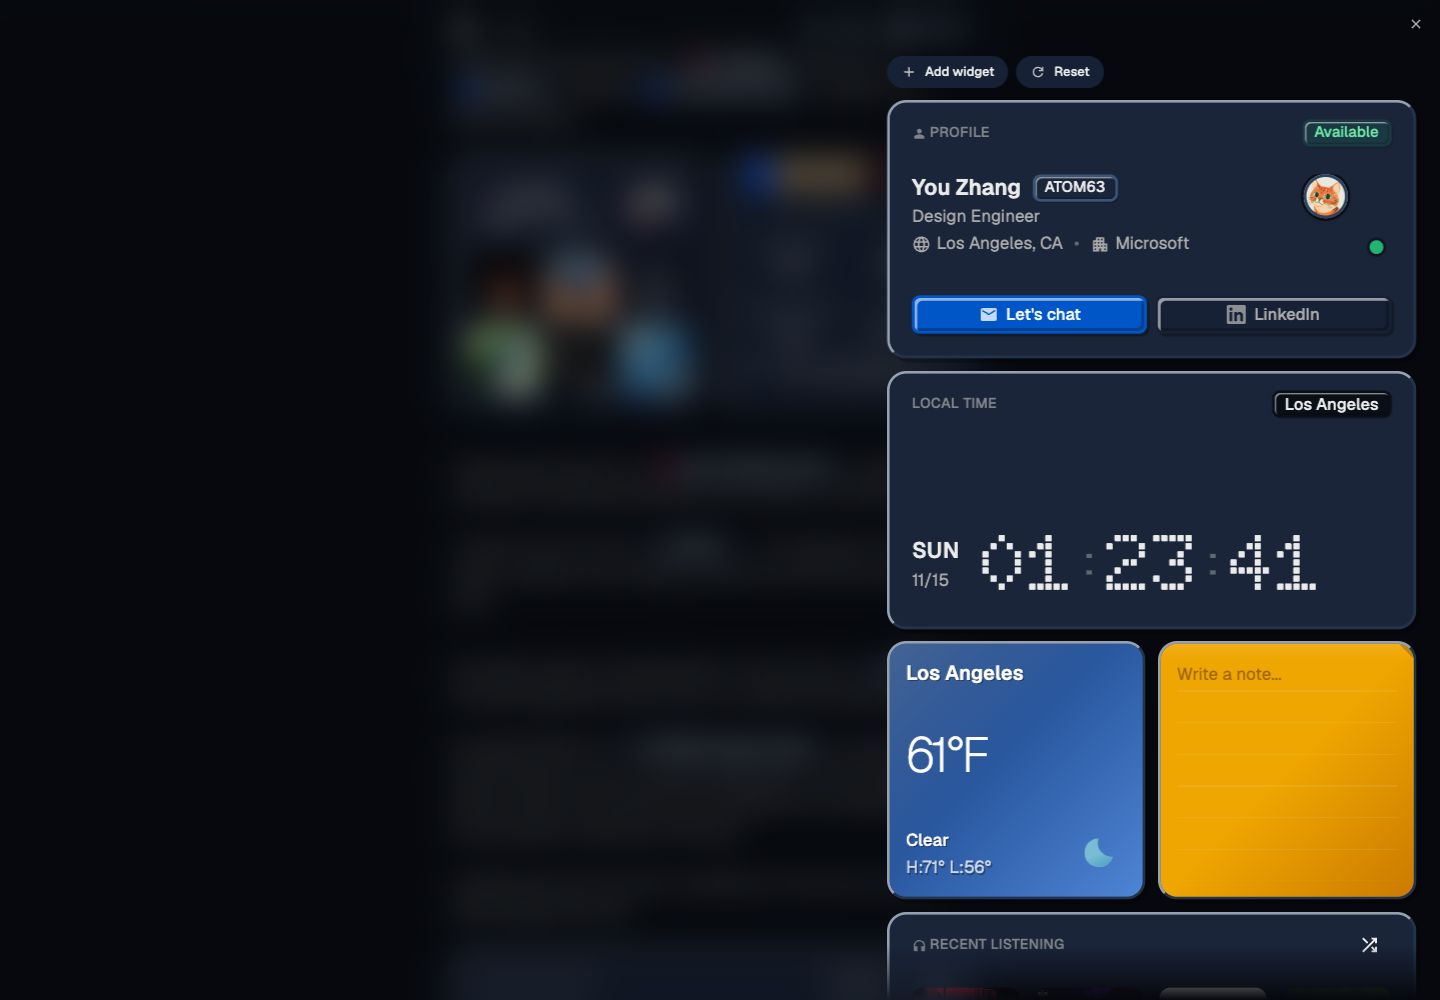 Add widget
Reset
PROFILE
Available
You Zhang
ATOM63
Design Engineer
Los Angeles, CA • Microsoft
Let's chat
LinkedIn
LOCAL TIME
Los Angeles
SUN
11/15
01:23:41
Los Angeles
61°F
Clear
H:71° L:56°
Write a note...
RECENT LISTENING